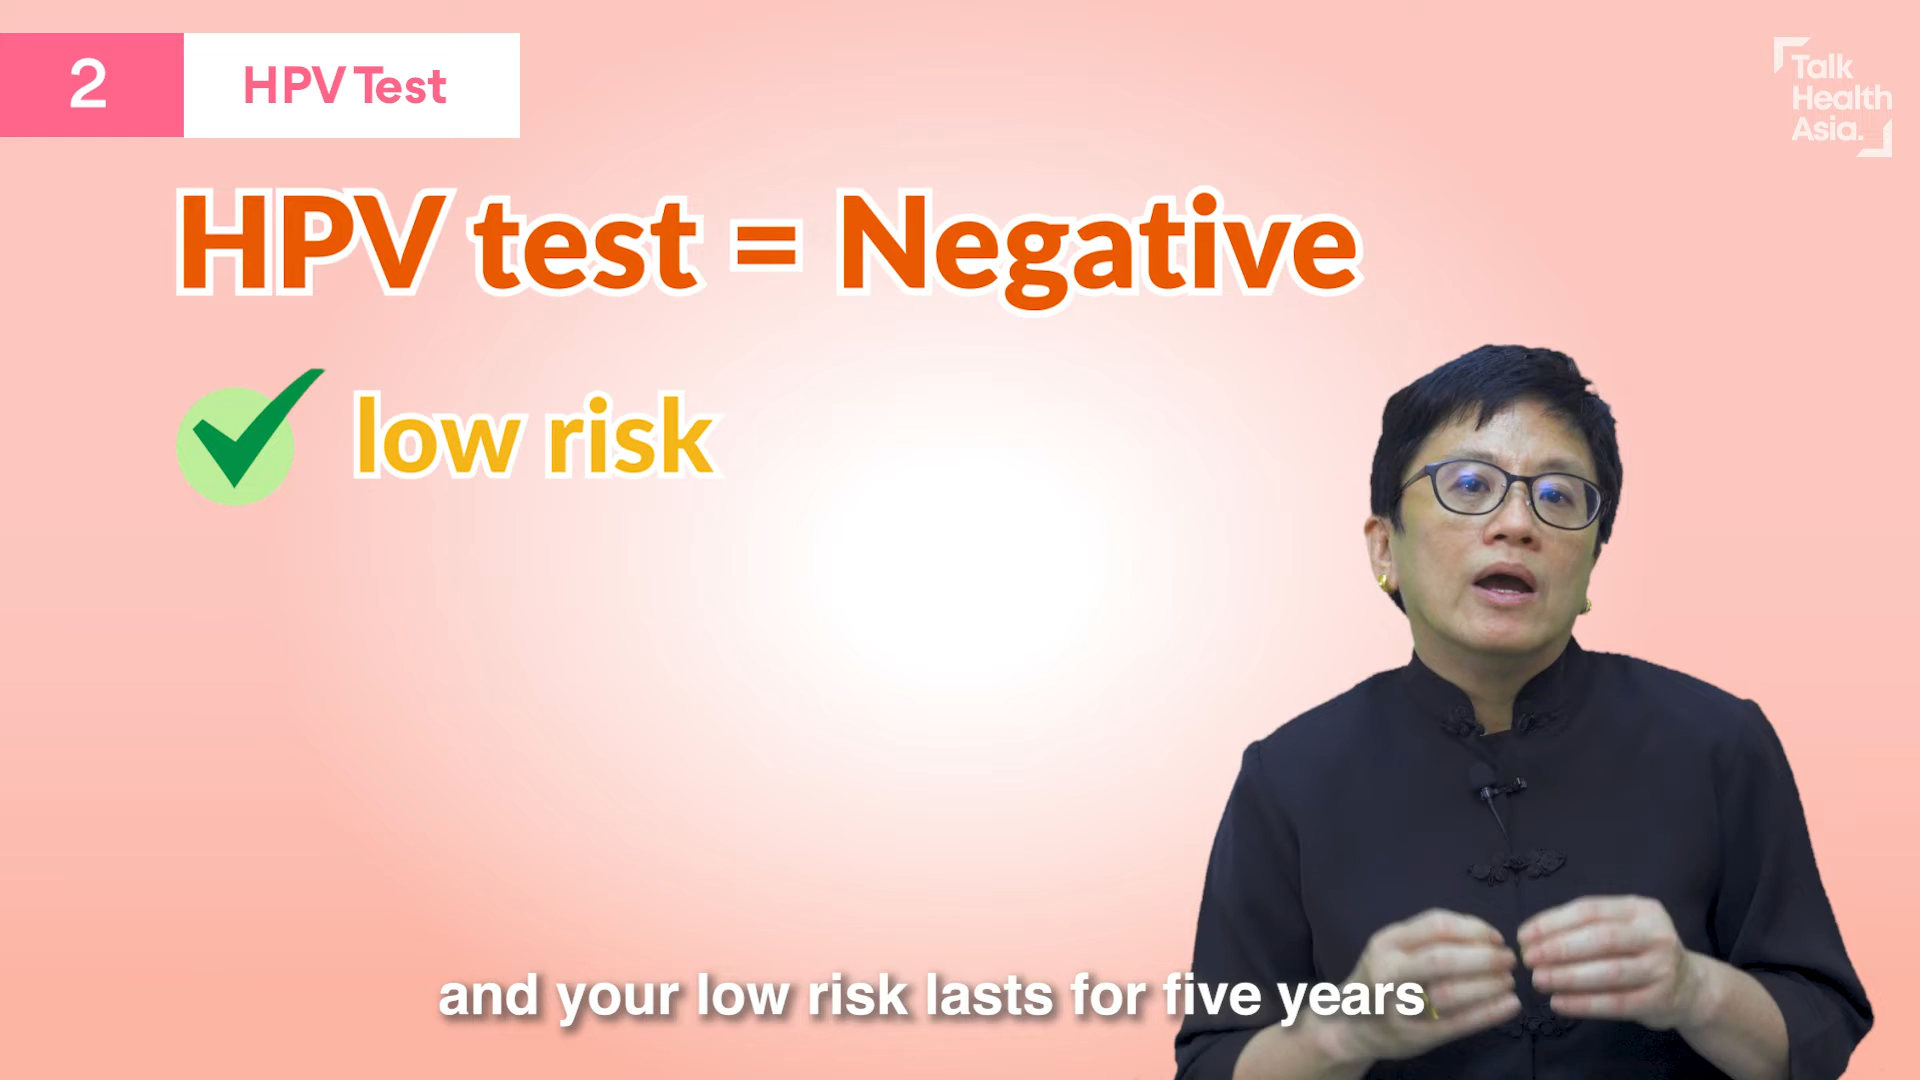 2
HPV Test
Talk
Health
Asia.
HPV test = Negative
low risk
and your low risk lasts for five years